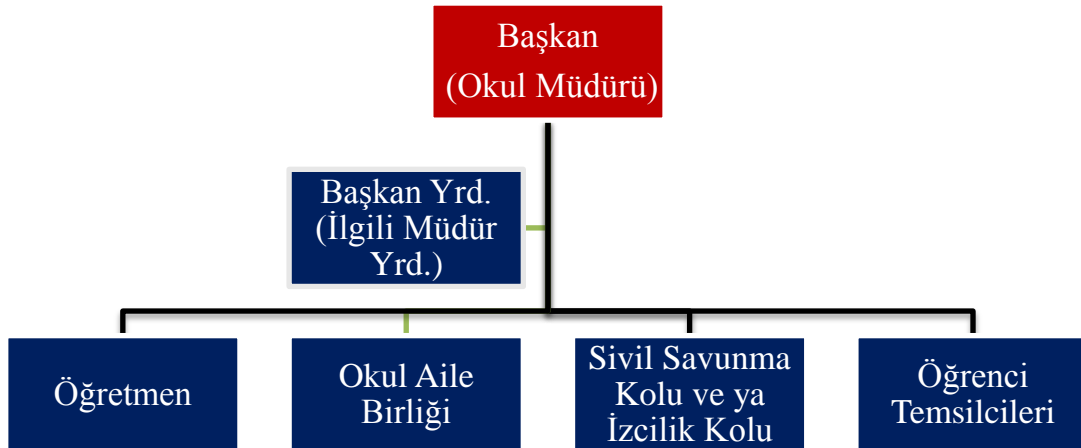 Başkan
(Okul Müdürü)
Başkan Yrd.
(İlgili Müdür
Yrd.)
Öğretmen
Okul Aile
Birliği
Sivil Savunma
Kolu ve ya
İzcilik Kolu
Öğrenci
Temsilcileri